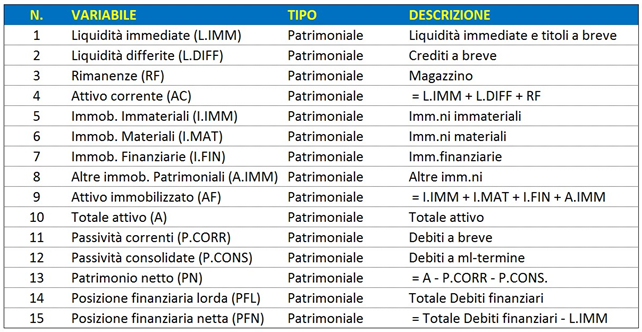 N. VARIABILE TIPO DESCRIZIONE
1 Liquidità immediate (L.IMM) Patrimoniale Liquidità immediate e titoli a breve
2 Liquidità differite (L.DIFF) Patrimoniale Crediti a breve
3 Rimanenze (RF) Patrimoniale Magazzino
4 Attivo corrente (AC) Patrimoniale = L.IMM + L.DIFF + RF
5 Immob. Immateriali (I.IMM) Patrimoniale Imm.ni immateriali
6 Immob. Materiali (I.MAT) Patrimoniale Imm.ni materiali
7 Immob. Finanziarie (I.FIN) Patrimoniale Imm.finanziarie
8 Altre immob. Patrimoniali (A.IMM) Patrimoniale Altre imm.ni
9 Attivo immobilizzato (AF) Patrimoniale = I.IMM + I.MAT + I.FIN + A.IMM
10 Totale attivo (A) Patrimoniale Totale attivo
11 Passività correnti (P.CORR) Patrimoniale Debiti a breve
12 Passività consolidate (P.CONS) Patrimoniale Debiti a ml-termine
13 Patrimonio netto (PN) Patrimoniale = A - P.CORR - P.CONS.
14 Posizione finanziaria lorda (PFL) Patrimoniale Totale Debiti finanziari
15 Posizione finanziaria netta (PFN) Patrimoniale = Totale Debiti finanziari - L.IMM